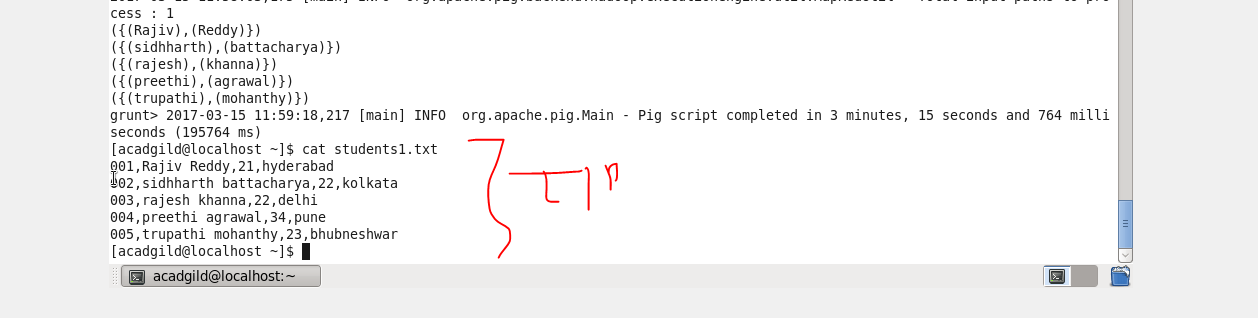 cess : 1
({(Rajiv),(Reddy)})
({(sidhharth),(battacharya)})
({(rajesh),(khanna)})
({(preethi),(agrawal)})
({(trupathi),(mohanthy)})
grunt> 2017-03-15 11:59:18,217 [main] INFO  org.apache.pig.Main - Pig script completed in 3 minutes, 15 seconds and 764 milli
seconds (195764 ms)
[acadgild@localhost ~]$ cat students1.txt
001,Rajiv Reddy,21,hyderabad
002,sidhharth battacharya,22,kolkata
003,rajesh khanna,22,delhi
004,preethi agrawal,34,pune
005,trupathi mohanthy,23,bhubneshwar
[acadgild@localhost ~]$
acadgild@localhost:~